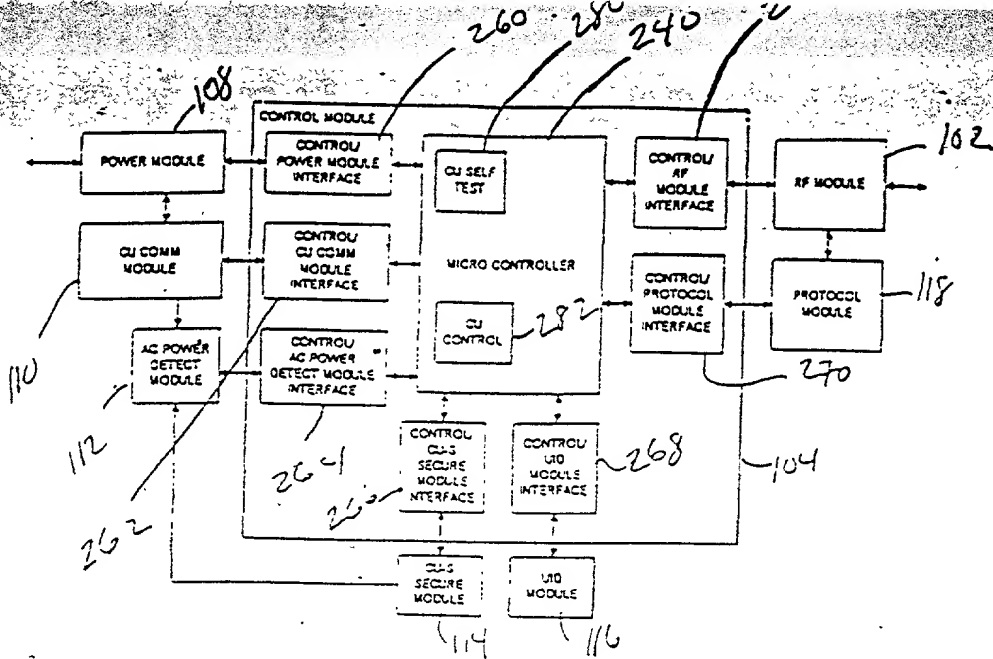 260
240
108
CONTROL MODULE
POWER MODULE
CONTROL/
POWER MODULE
INTERFACE
CU SELF
TEST
CONTROL/
RF
MODULE
INTERFACE
RF MODULE
102
CU COMM
MODULE
CONTROL/
CU COMM
MODULE
INTERFACE
MICRO CONTROLLER
CONTROL/
PROTOCOL
MODULE
INTERFACE
PROTOCOL
MODULE
118
110
AC POWER
DETECT
MODULE
CONTROL/
AC POWER
DETECT MODULE
INTERFACE
CU
CONTROL
282
270
112
264
262
CONTROL/
CU-S
SECURE
MODULE
INTERFACE
CONTROL/
UIO
MODULE
INTERFACE
268
104
CU-S
SECURE
MODULE
UIO
MODULE
114
116